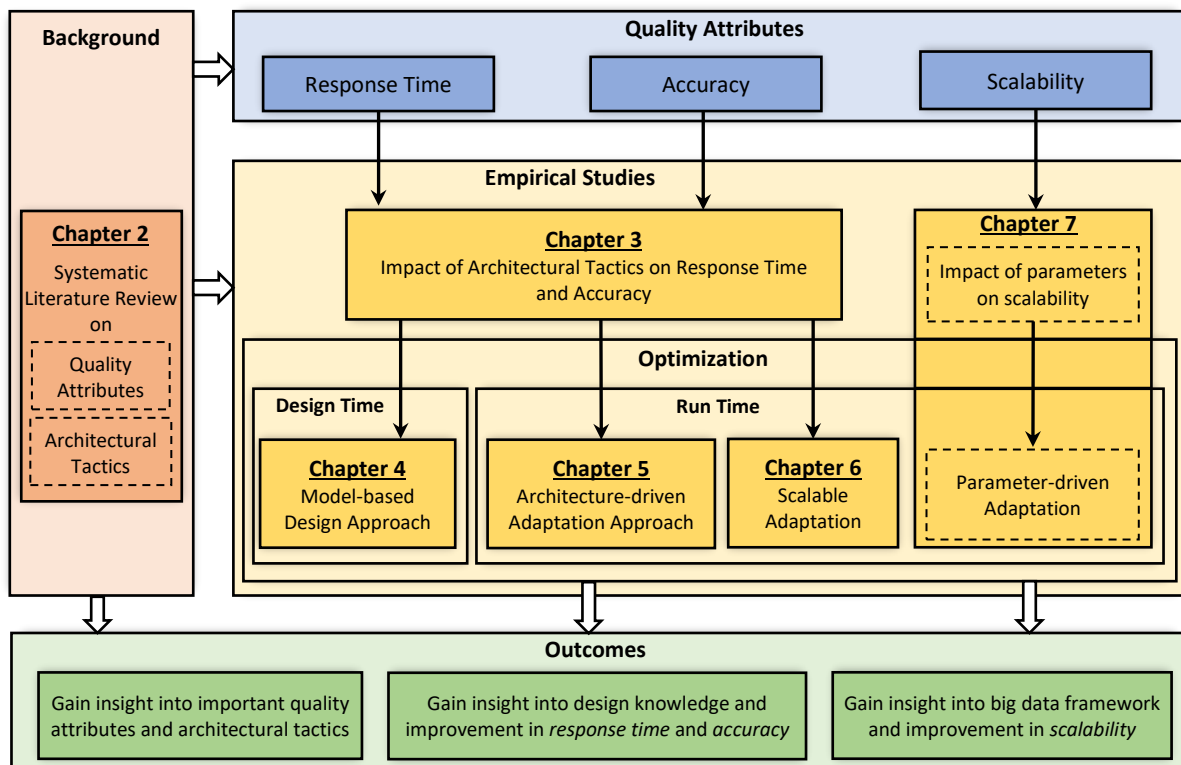 Background
Chapter 2
Systematic
Literature Review
on
Quality
Attributes
Architectural
Tactics
Quality Attributes
Response Time
Accuracy
Scalability
Empirical Studies
Chapter 3
Impact of Architectural Tactics on Response Time
and Accuracy
Chapter 7
Impact of parameters
on scalability
Optimization
Design Time
Chapter 4
Model-based
Design Approach
Run Time
Chapter 5
Architecture-driven
Adaptation Approach
Chapter 6
Scalable
Adaptation
Parameter-driven
Adaptation
Outcomes
Gain insight into important quality
attributes and architectural tactics
Gain insight into design knowledge and
improvement in response time and accuracy
Gain insight into big data framework
and improvement in scalability